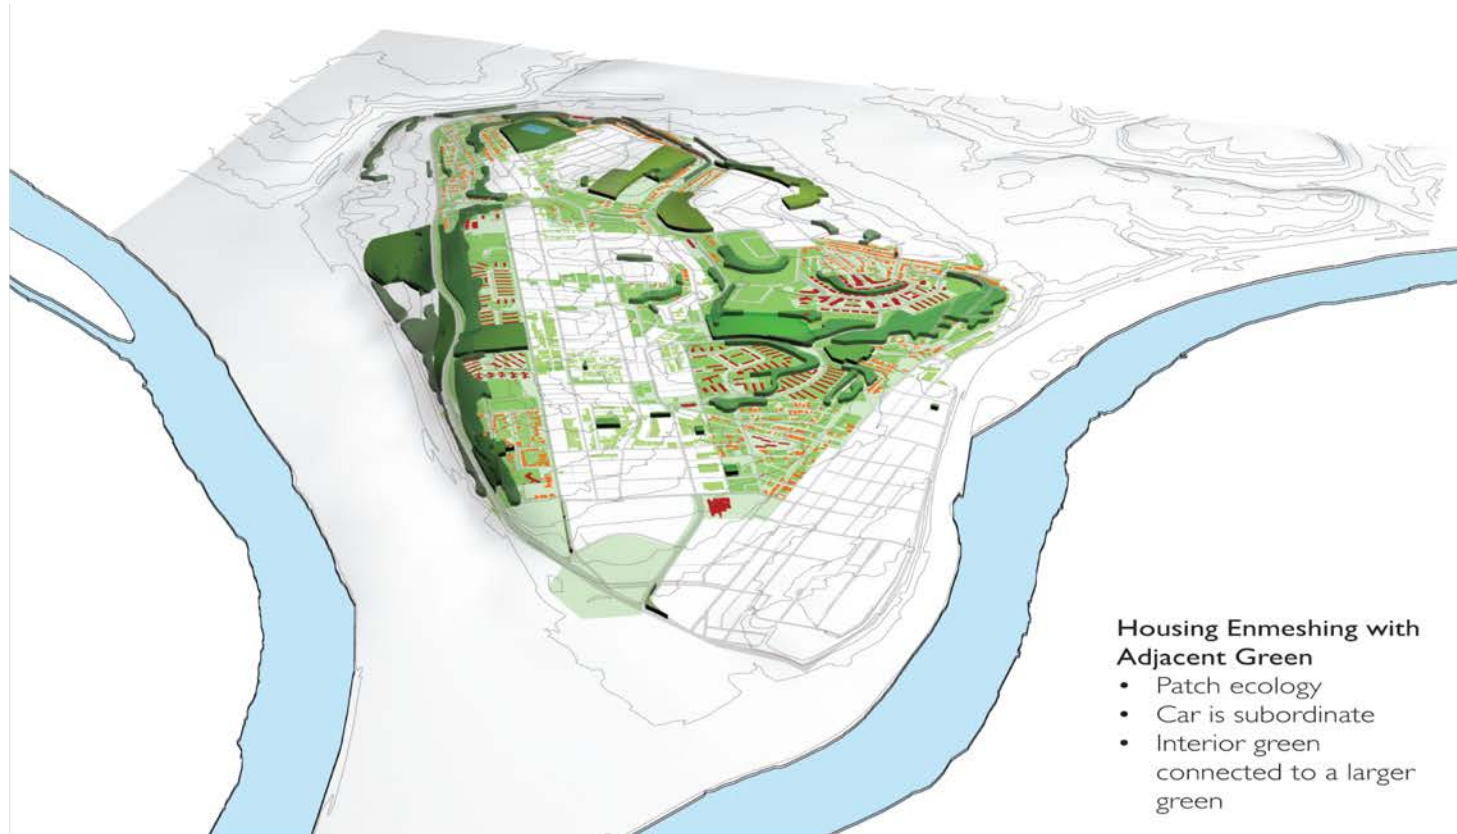 Housing Enmeshing with
Adjacent Green
• Patch ecology
• Car is subordinate
• Interior green
connected to a larger
green